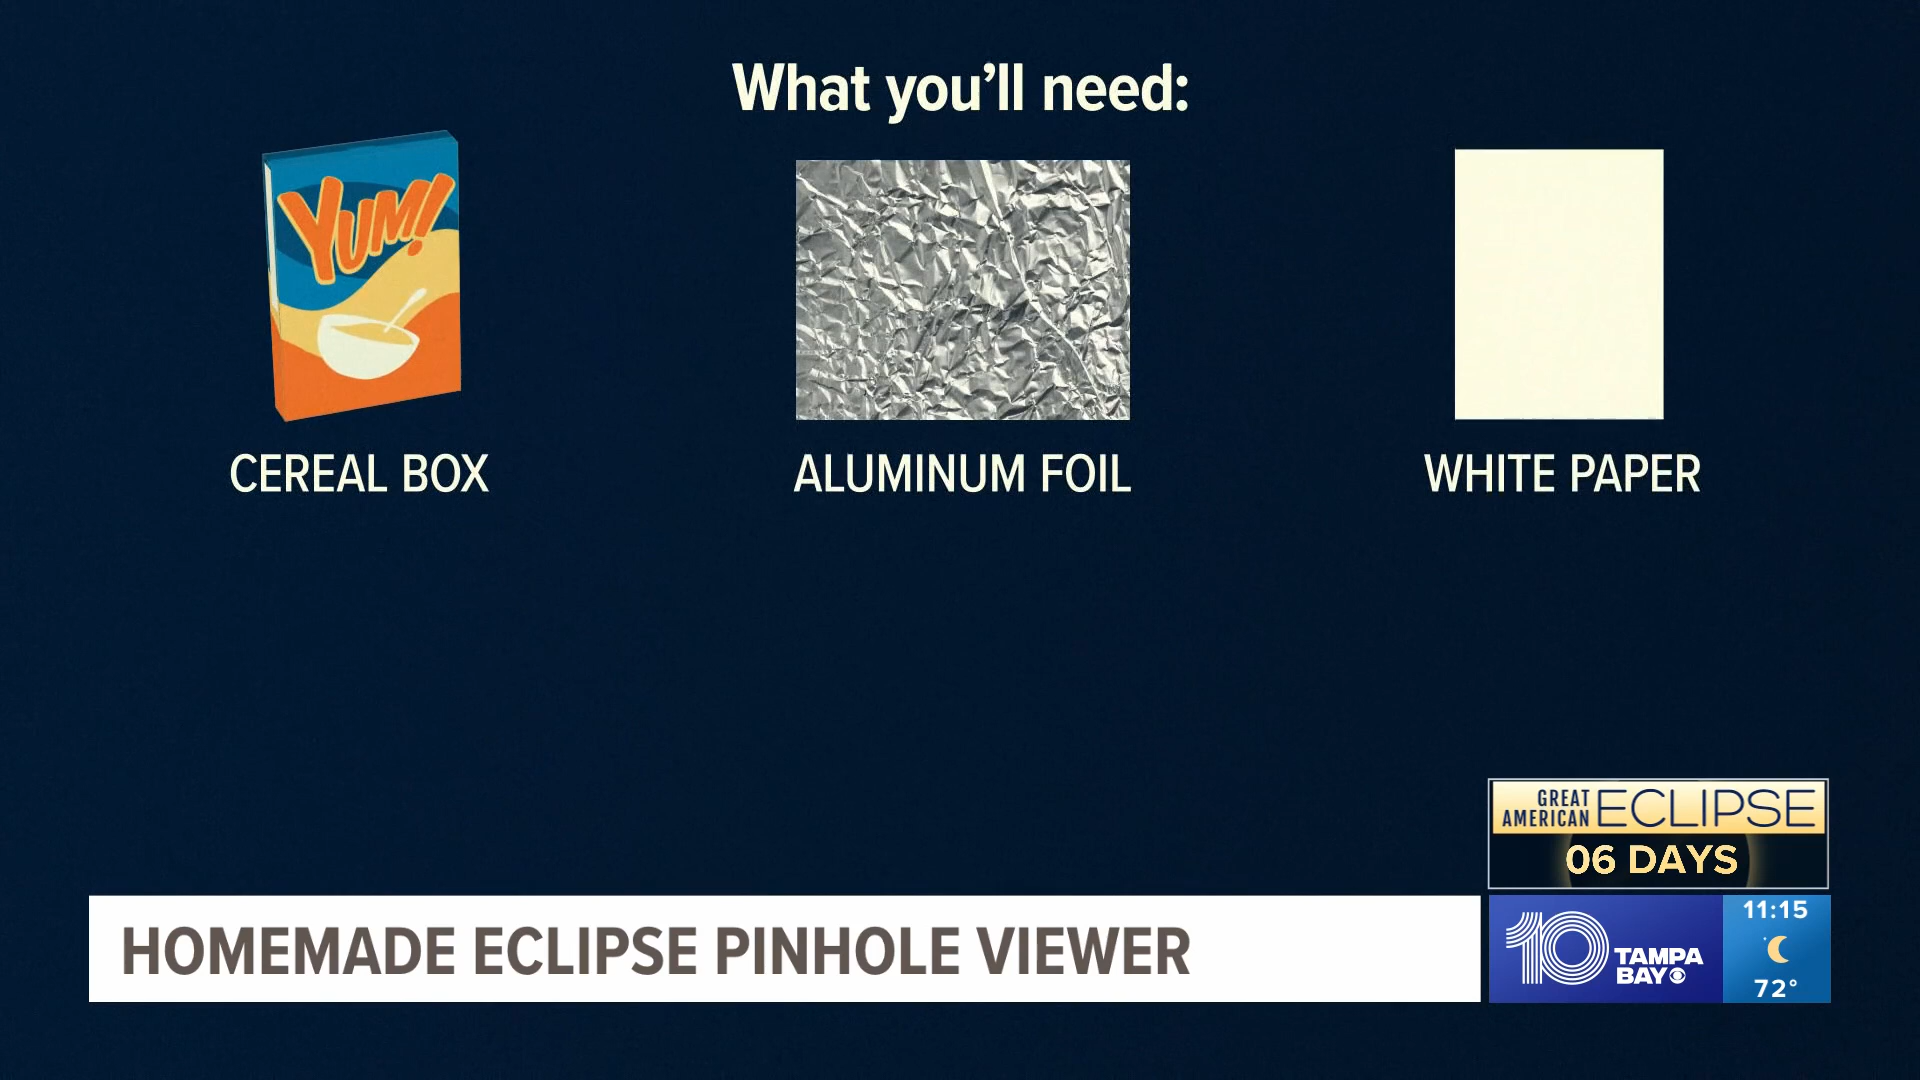 What you'll need:
YUM!
CEREAL BOX
ALUMINUM FOIL
WHITE PAPER
GREAT AMERICAN ECLIPSE
06 DAYS
HOMEMADE ECLIPSE PINHOLE VIEWER
10 TAMPA BAY
11:15
72°